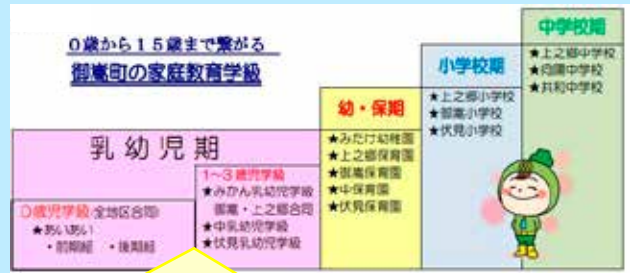 0歳から15歳まで繋がる
御嵩町の家庭教育学級
乳幼児期
0歳児学級(全地区合同)
★あいあい
・前期組 ・後期組
1~3歳児学級
★みかん乳幼児学級
御嵩・上之郷合同
★中乳幼児学級
★伏見乳幼児学級
幼・保期
★みたけ幼稚園
★上之郷保育園
★御嵩保育園
★中保育園
★伏見保育園
小学校期
★上之郷小学校
★御嵩小学校
★伏見小学校
中学校期
★上之郷中学校
★向陽中学校
★共和中学校